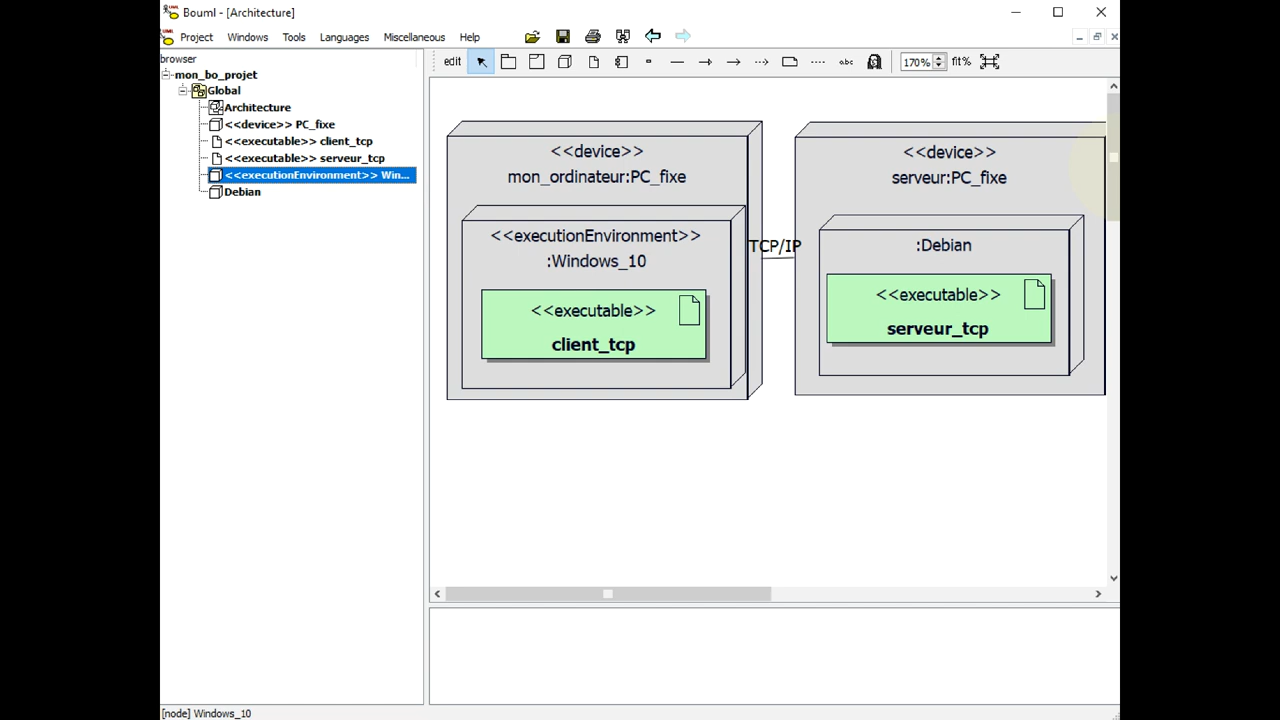 Bouml - [Architecture]
Project Windows Tools Languages Miscellaneous Help
browser
mon_bo_projet
Global
Architecture
<<device>> PC_fixe
<<executable>> client_tcp
<<executable>> serveur_tcp
<<executionEnvironment>> Win...
Debian
edit
abc
170%
fit%
<<device>>
mon_ordinateur:PC_fixe
<<executionEnvironment>>
:Windows_10
<<executable>>
client_tcp
TCP/IP
<<device>>
serveur:PC_fixe
:Debian
<<executable>>
serveur_tcp
[node] Windows_10